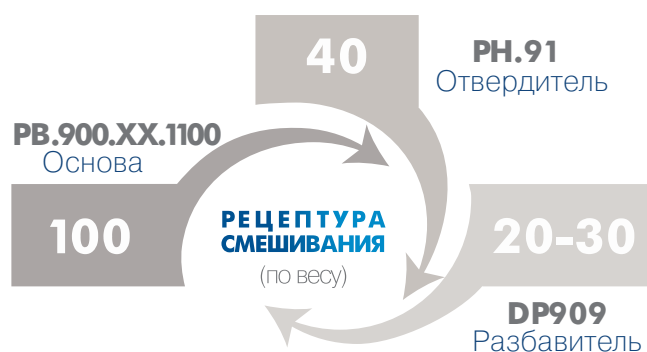 40
PH.91
Отвердитель
PB.900.XX.1100
Основа
100
РЕЦЕПТУРА
СМЕШИВАНИЯ
(по весу)
20-30
DP909
Разбавитель